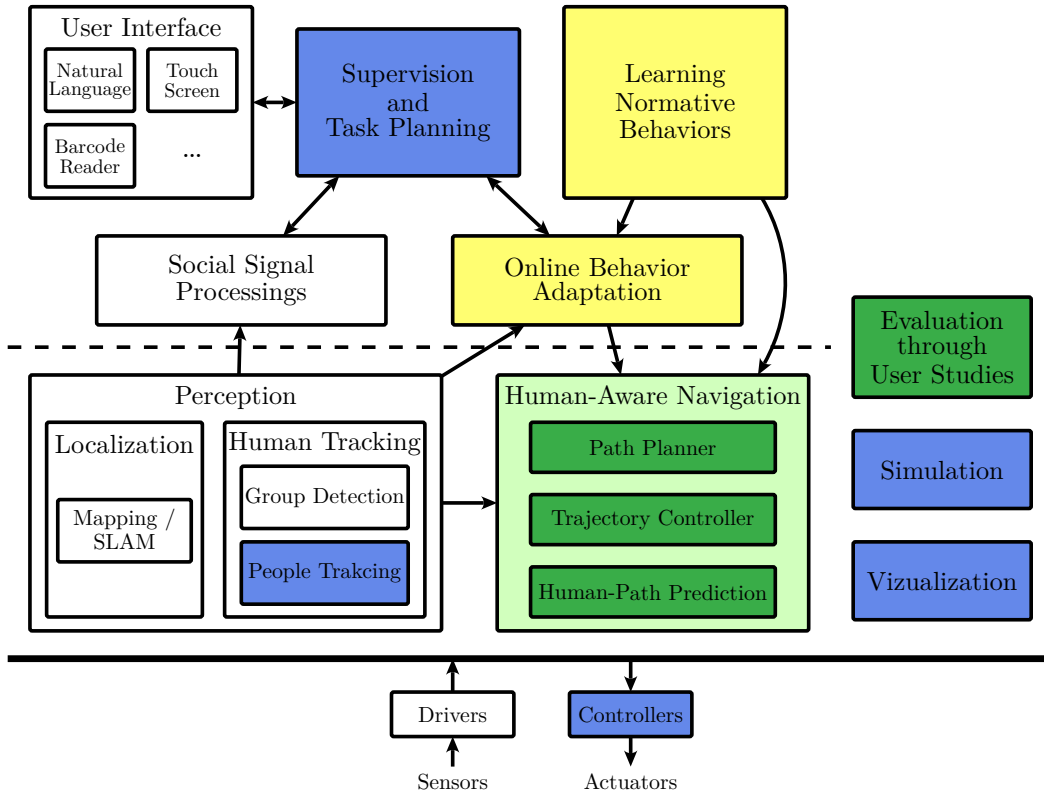 User Interface
Natural
Language
Touch
Screen
Barcode
Reader
...
Supervision
and
Task Planning
Learning
Normative
Behaviors
Social Signal
Processings
Online Behavior
Adaptation
Evaluation
through
User Studies
Perception
Localization
Mapping /
SLAM
Human Tracking
Group Detection
People Trakcing
Human-Aware Navigation
Path Planner
Trajectory Controller
Human-Path Prediction
Simulation
Vizualization
Drivers
Controllers
Sensors
Actuators